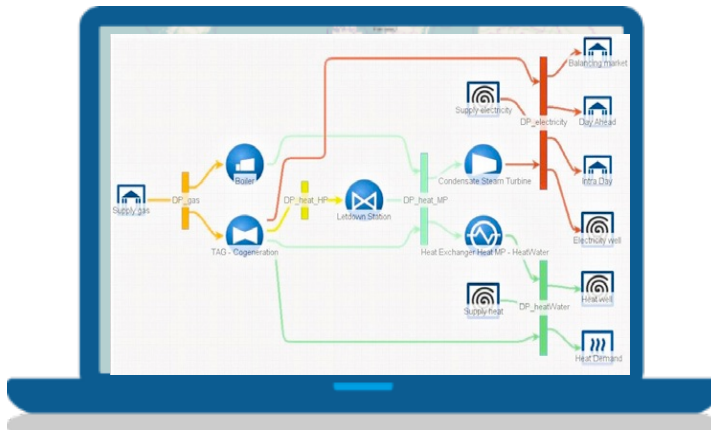 Balancing market
Supply electricity
DP_electricity
Day Ahead
Boiler
Condensate Steam Turbine
Intra Day
Supply gas
DP_gas
DP_heat_HP
Letdown Station
DP_heat_MP
Electricity well
TAG - Cogeneration
Heat Exchanger Heat MP - HeatWater
Heat well
Supply heat
DP_heatWater
Heat Demand